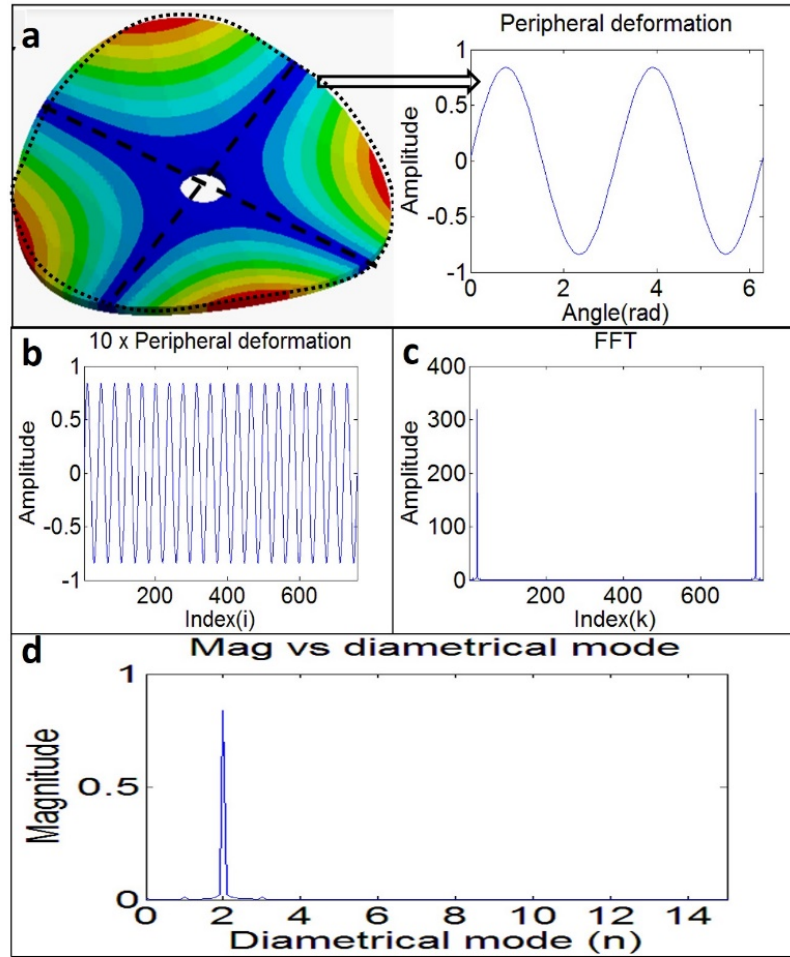 a
Peripheral deformation
1
0.5
0
-0.5
-1
Amplitude
0 2 4 6
Angle(rad)
b
10 x Peripheral deformation
1
0.5
0
-0.5
-1
Amplitude
200 400 600
Index(i)
c
FFT
400
300
200
100
0
Amplitude
200 400 600
Index(k)
d
Mag vs diametrical mode
1
0.5
0
Magnitude
0 2 4 6 8 10 12 14
Diametrical mode (n)